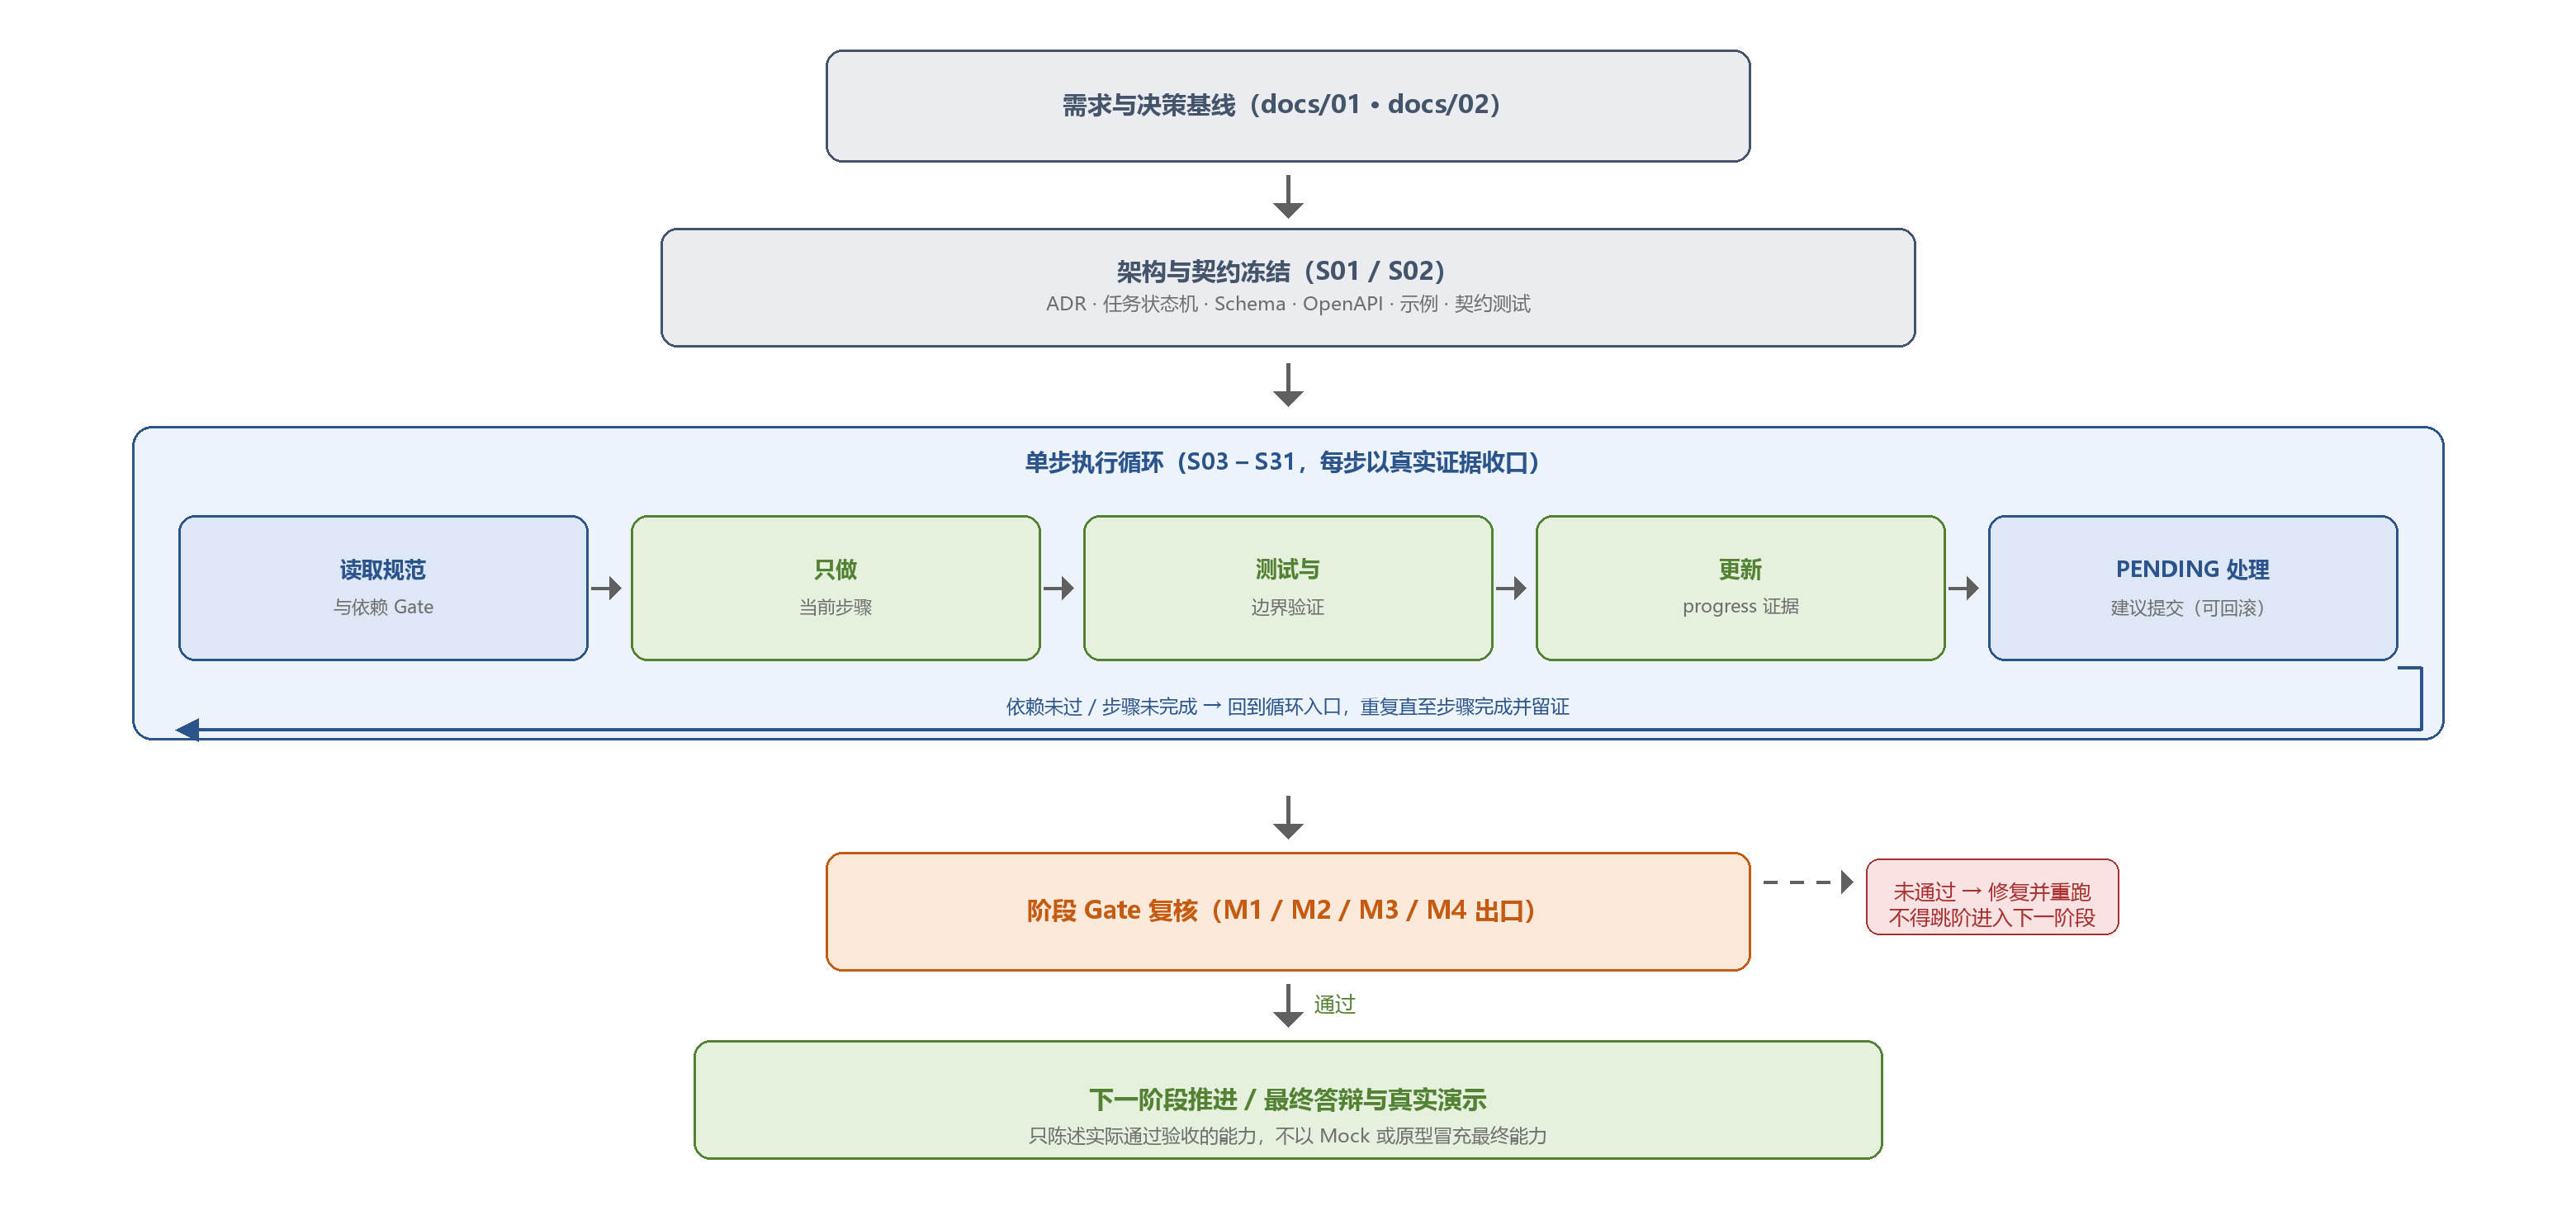 需求与决策基线（docs/01 • docs/02）
架构与契约冻结（S01 / S02）
ADR · 任务状态机 · Schema · OpenAPI · 示例 · 契约测试
单步执行循环（S03 – S31，每步以真实证据收口）
读取规范
与依赖 Gate
只做
当前步骤
测试与
边界验证
更新
progress 证据
PENDING 处理
建议提交（可回滚）
依赖未过 / 步骤未完成 → 回到循环入口，重复直至步骤完成并留证
阶段 Gate 复核（M1 / M2 / M3 / M4 出口）
未通过 → 修复并重跑
不得跳阶进入下一阶段
通过
下一阶段推进 / 最终答辩与真实演示
只陈述实际通过验收的能力，不以 Mock 或原型冒充最终能力